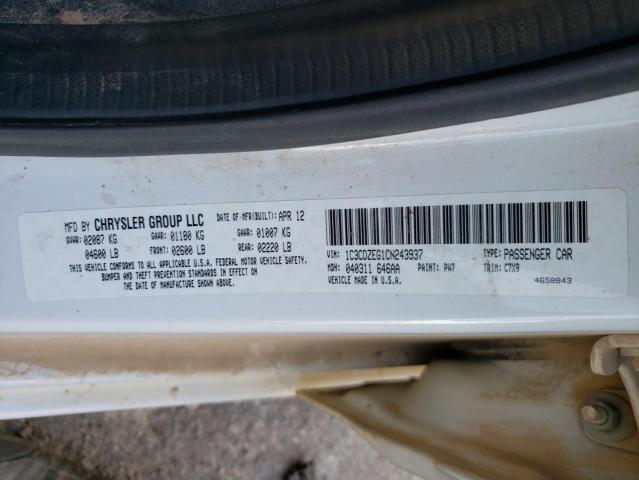 MFD BY CHRYSLER GROUP LLC DATE OF MFR(BUILT): APR 12
GVWR: 02087 KG GAWR: 01180 KG GAWR: 01007 KG
04600 LB FRONT: 02600 LB REAR: 02220 LB
THIS VEHICLE CONFORMS TO ALL APPLICABLE U.S.A. FEDERAL MOTOR VEHICLE SAFETY,
BUMPER AND THEFT PREVENTION STANDARDS IN EFFECT ON
THE DATE OF MANUFACTURE SHOWN ABOVE.
VIN: 1C3CDZEG1CN243937 TYPE: PASSENGER CAR
MDH: 040311 646AA PAINT: PW7 TRIM: C7X9
MADE IN U.S.A. 4658843